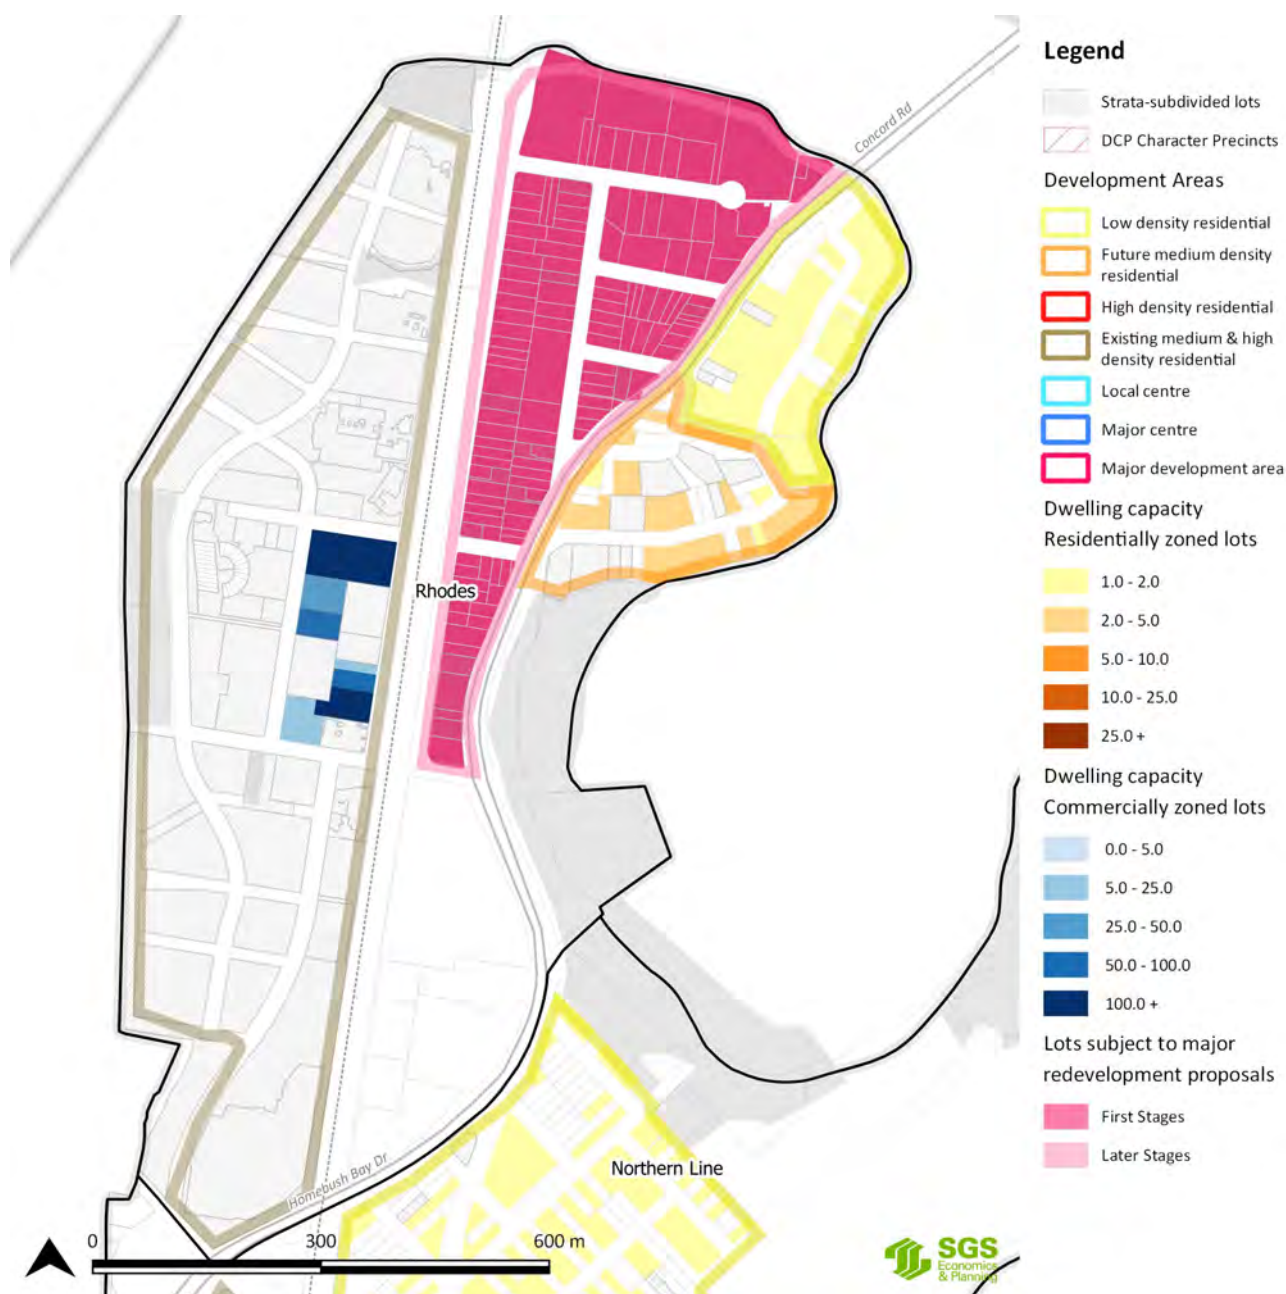 Concord Rd
Rhodes
Northern Line
Homebush Bay Dr
0 300 600 m
SGS
Economics
& Planning
Legend
Strata-subdivided lots
DCP Character Precincts
Development Areas
Low density residential
Future medium density
residential
High density residential
Existing medium & high
density residential
Local centre
Major centre
Major development area
Dwelling capacity
Residentially zoned lots
1.0 - 2.0
2.0 - 5.0
5.0 - 10.0
10.0 - 25.0
25.0 +
Dwelling capacity
Commercially zoned lots
0.0 - 5.0
5.0 - 25.0
25.0 - 50.0
50.0 - 100.0
100.0 +
Lots subject to major
redevelopment proposals
First Stages
Later Stages